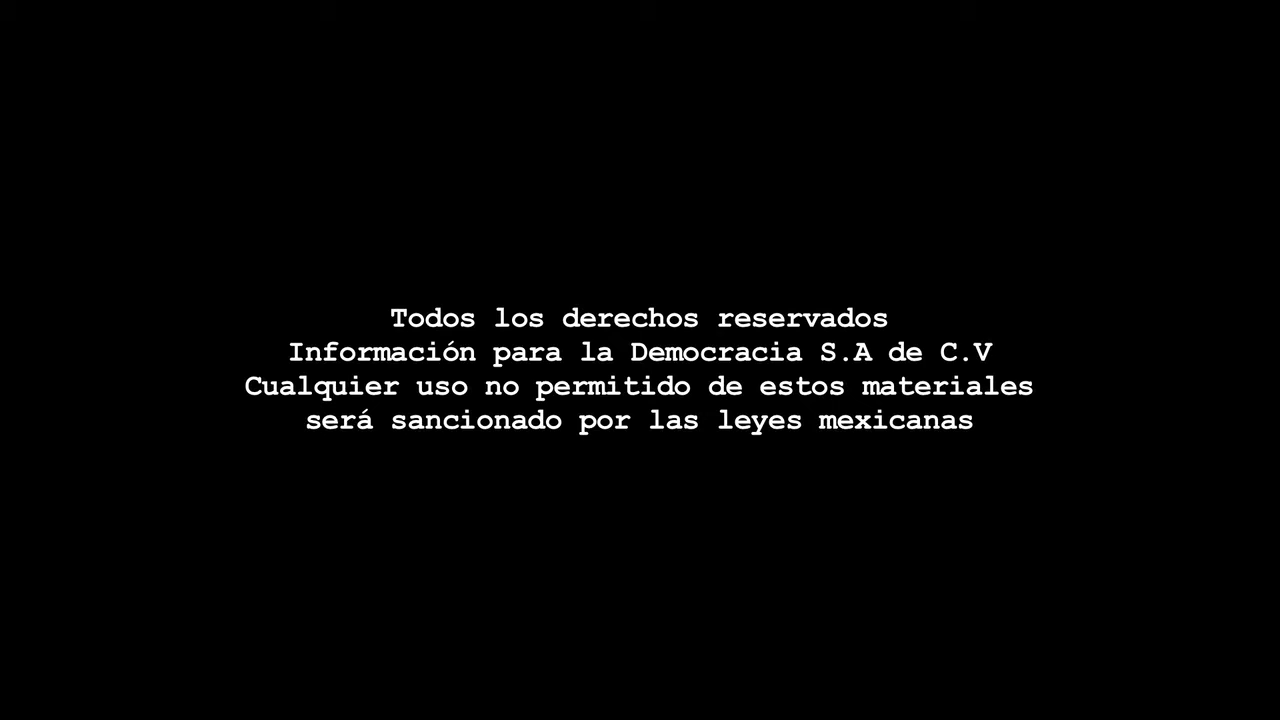 Todos los derechos reservados
Información para la Democracia S.A de C.V
Cualquier uso no permitido de estos materiales
será sancionado por las leyes mexicanas